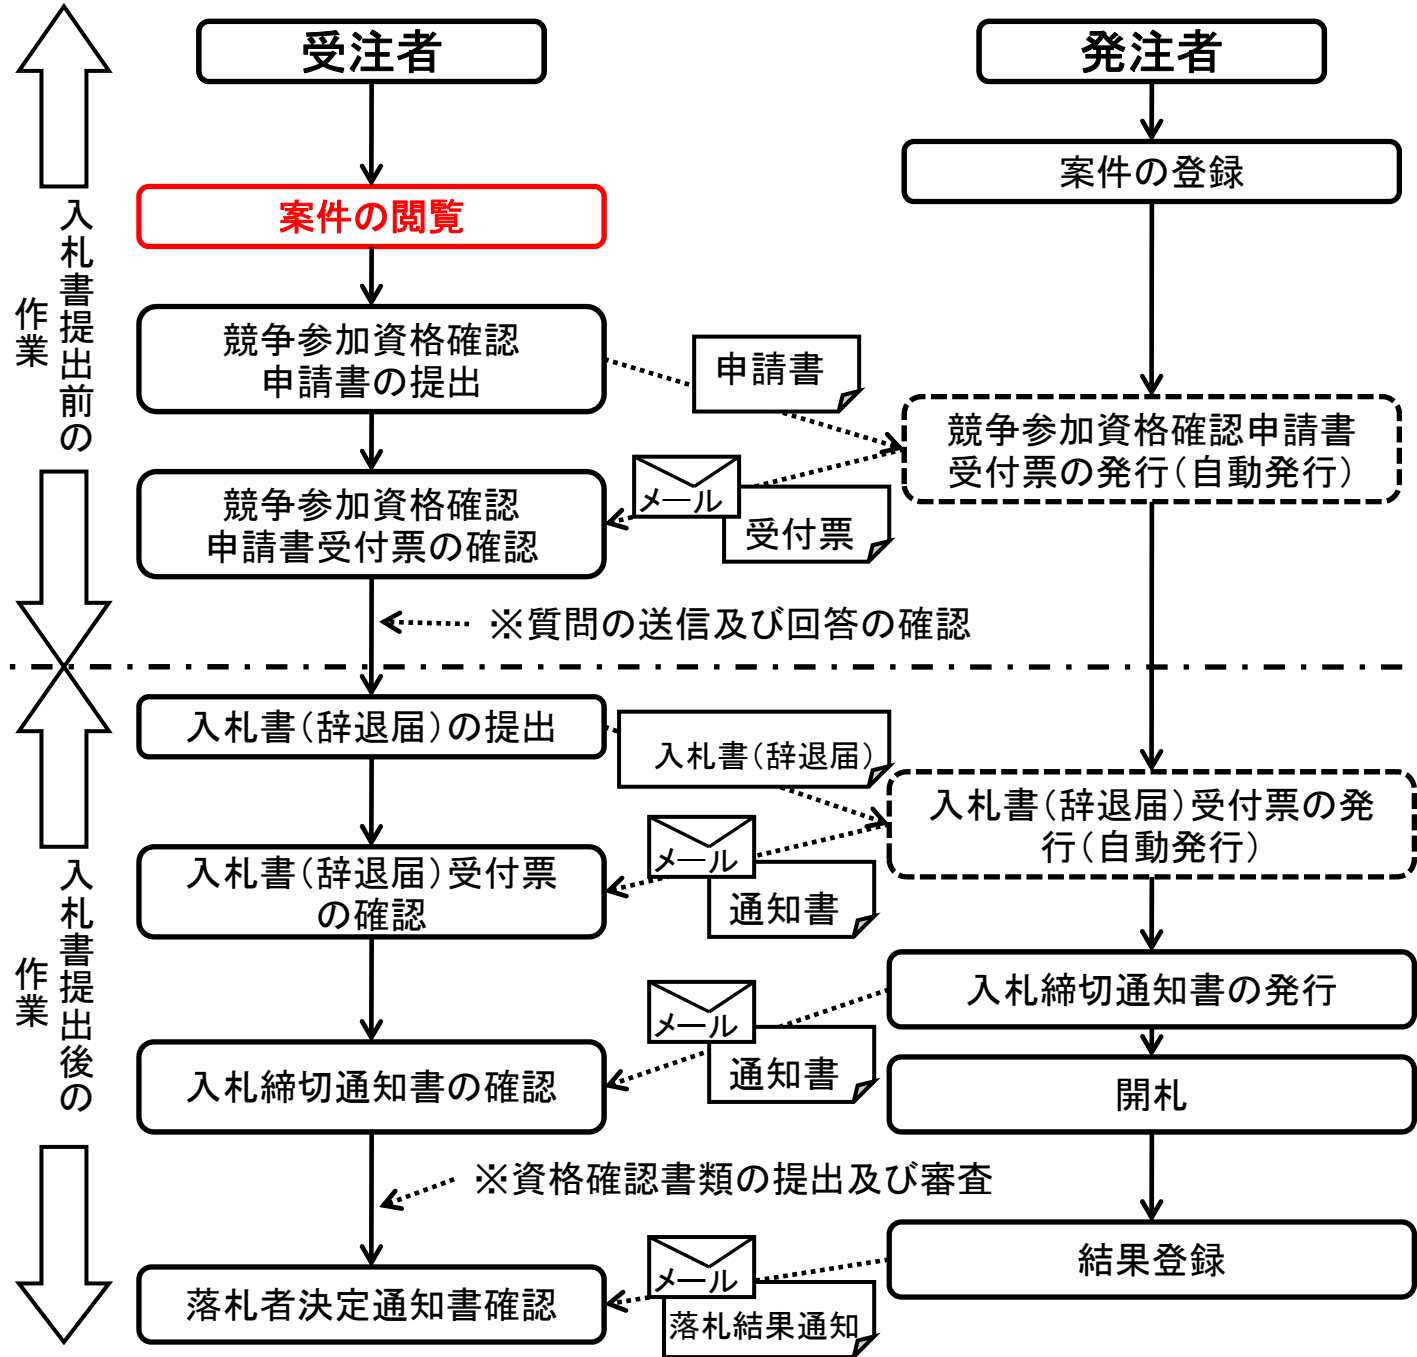 受注者
発注者
案件の登録
案件の閲覧
入札書提出前の
作業
競争参加資格確認
申請書の提出
申請書
競争参加資格確認申請書
受付票の発行（自動発行）
メール
受付票
競争参加資格確認
申請書受付票の確認
※質問の送信及び回答の確認
入札書（辞退届）の提出
入札書（辞退届）
入札書（辞退届）受付票の発
行（自動発行）
メール
通知書
入札書（辞退届）受付票
の確認
入札書提出後の
作業
入札締切通知書の発行
メール
通知書
入札締切通知書の確認
開札
※資格確認書類の提出及び審査
結果登録
メール
落札結果通知
落札者決定通知書確認